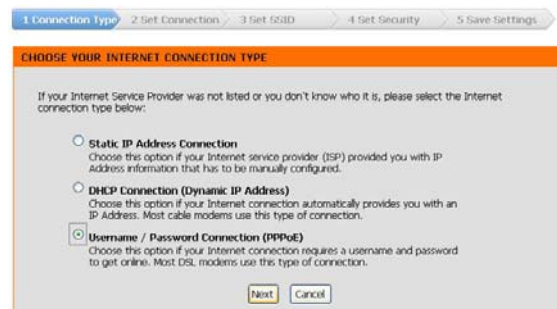 1 Connection Type 2 Set Connection 3 Set SSID 4 Set Security 5 Save Settings
CHOOSE YOUR INTERNET CONNECTION TYPE
If your Internet Service Provider was not listed or you don't know who it is, please select the Internet
connection type below:
Static IP Address Connection
Choose this option if your Internet service provider (ISP) provided you with IP
Address information that has to be manually configured.
DHCP Connection (Dynamic IP Address)
Choose this option if your Internet connection automatically provides you with an
IP Address. Most cable modems use this type of connection.
Username / Password Connection (PPPoE)
Choose this option if your Internet connection requires a username and password
to get online. Most DSL modems use this type of connection.
Next Cancel